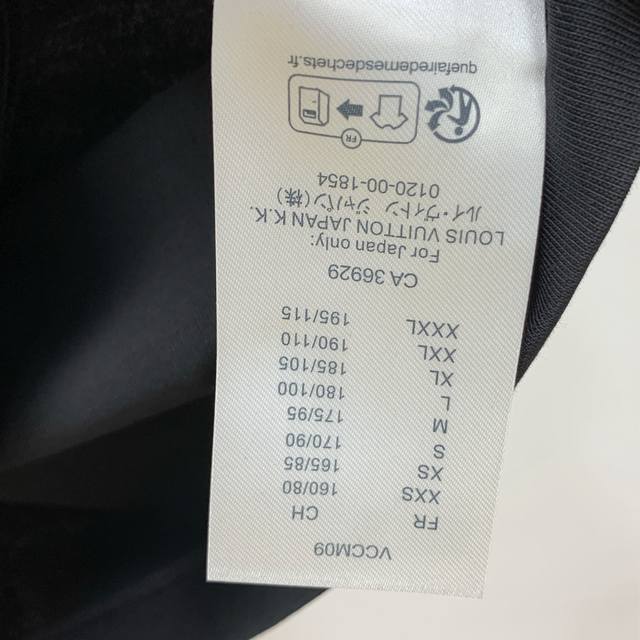 VCCM09
FR CH
XXS 160/80
XS 165/85
S 170/90
M 175/95
L 180/100
XL 185/105
XXL 190/110
XXXL 195/115
CA 36929
For Japan only:
LOUIS VUITTON JAPAN K.K.
ルイ・ヴィトン ジャパン(株)
0120-00-1854
FR
quefairedemesdechets.fr